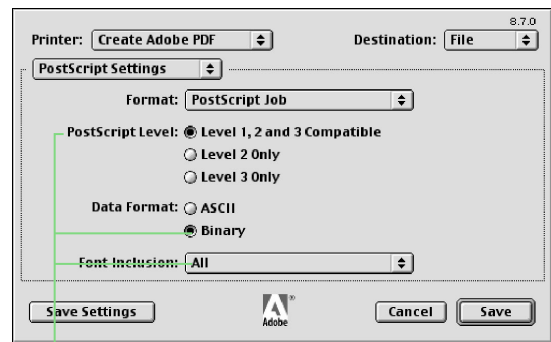 8.7.0
Printer: Create Adobe PDF Destination: File
PostScript Settings
Format: PostScript Job
PostScript Level: Level 1, 2 and 3 Compatible
Level 2 Only
Level 3 Only
Data Format: ASCII
Binary
Font Inclusion: All
Save Settings Adobe® Cancel Save